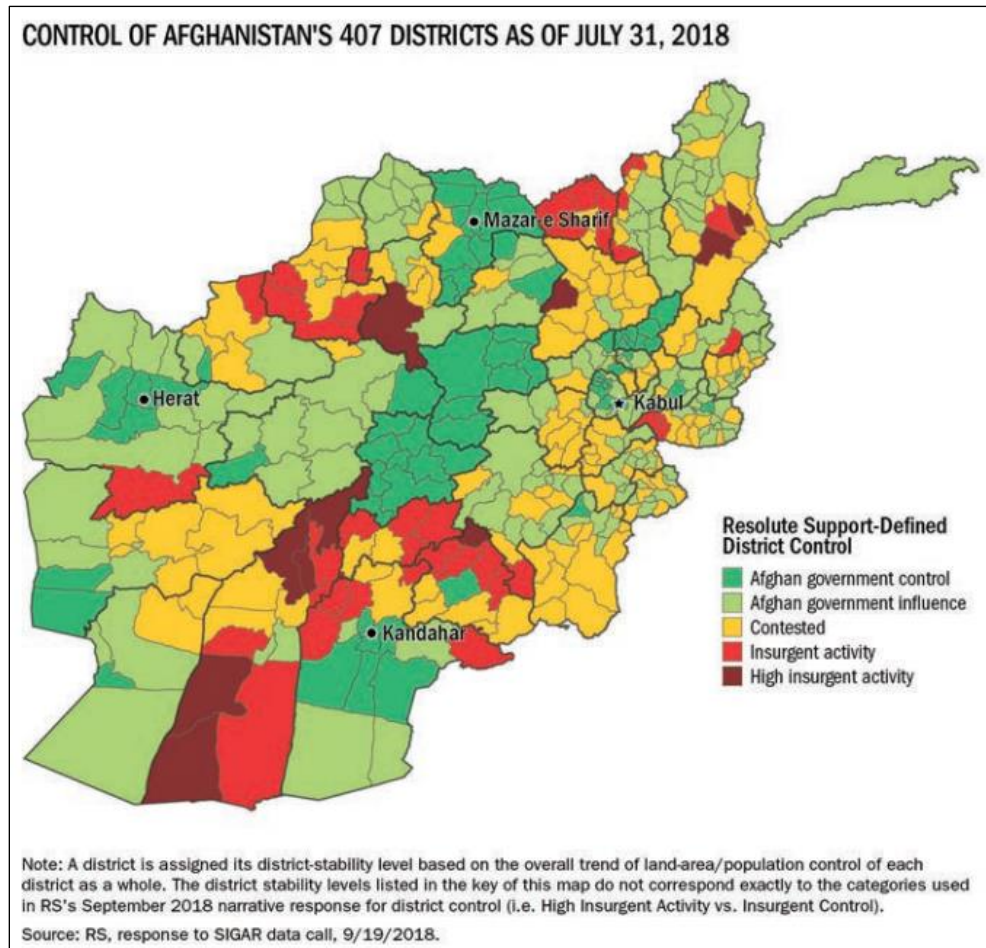 CONTROL OF AFGHANISTAN'S 407 DISTRICTS AS OF JULY 31, 2018
Mazar-e Sharif
Herat
Kabul
Kandahar
Resolute Support-Defined
District Control
Afghan government control
Afghan government influence
Contested
Insurgent activity
High insurgent activity
Note: A district is assigned its district-stability level based on the overall trend of land-area/population control of each
district as a whole. The district stability levels listed in the key of this map do not correspond exactly to the categories used
in RS's September 2018 narrative response for district control (i.e. High Insurgent Activity vs. Insurgent Control).
Source: RS, response to SIGAR data call, 9/19/2018.